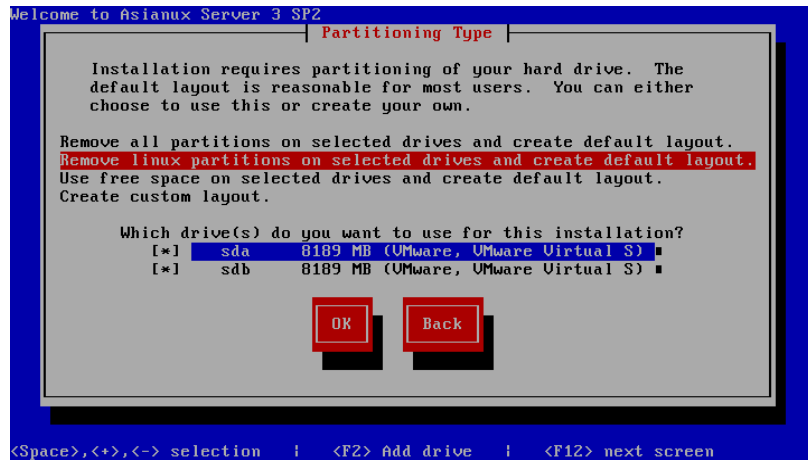 Welcome to Asianux Server 3 SP2
Partitioning Type
Installation requires partitioning of your hard drive.  The
default layout is reasonable for most users.  You can either
choose to use this or create your own.
Remove all partitions on selected drives and create default layout.
Remove linux partitions on selected drives and create default layout.
Use free space on selected drives and create default layout.
Create custom layout.
Which drive(s) do you want to use for this installation?
[*] sda 8189 MB (VMware, VMware Virtual S)
[*] sdb 8189 MB (VMware, VMware Virtual S)
OK Back
<Space>,<+>,<-> selection | <F2> Add drive | <F12> next screen